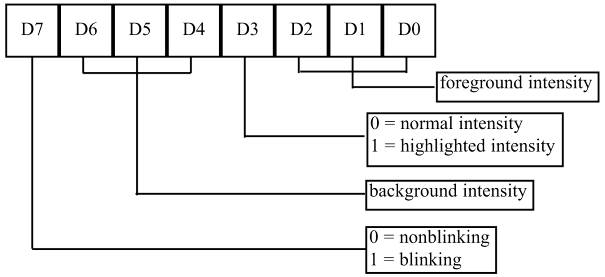 D7 D6 D5 D4 D3 D2 D1 D0
foreground intensity
0 = normal intensity
1 = highlighted intensity
background intensity
0 = nonblinking
1 = blinking